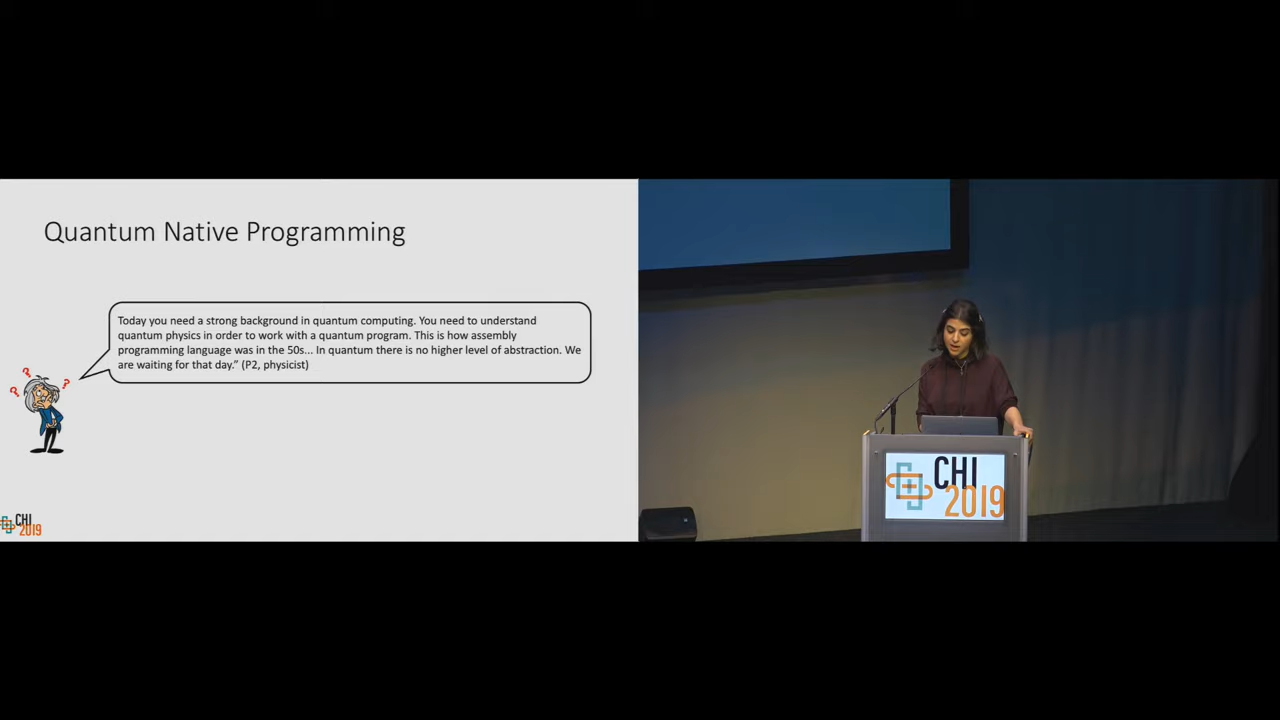 Quantum Native Programming
Today you need a strong background in quantum computing. You need to understand
quantum physics in order to work with a quantum program. This is how assembly
programming language was in the 50s... In quantum there is no higher level of abstraction. We
are waiting for that day.” (P2, physicist)
? ? ?
CHI
2019
CHI
2019